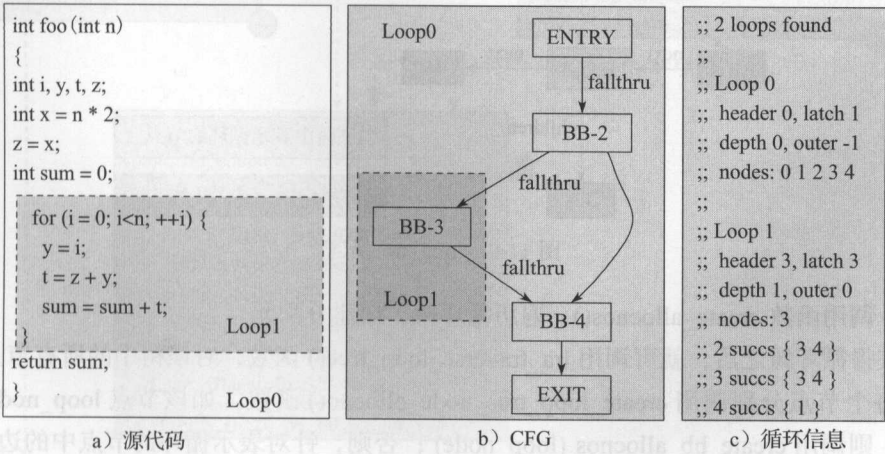 int foo (int n)
{
int i, y, t, z;
int x = n * 2;
z = x;
int sum = 0;
for (i = 0; i<n; ++i) {
y = i;
t = z + y;
sum = sum + t;
}
Loop1
return sum;
}
Loop0
a）源代码
Loop0
ENTRY
fallthru
BB-2
fallthru
BB-3
fallthru
Loop1
BB-4
EXIT
b）CFG
;; 2 loops found
;;
;; Loop 0
;; header 0, latch 1
;; depth 0, outer -1
;; nodes: 0 1 2 3 4
;;
;; Loop 1
;; header 3, latch 3
;; depth 1, outer 0
;; nodes: 3
;; 2 succs { 3 4 }
;; 3 succs { 3 4 }
;; 4 succs { 1 }
c）循环信息